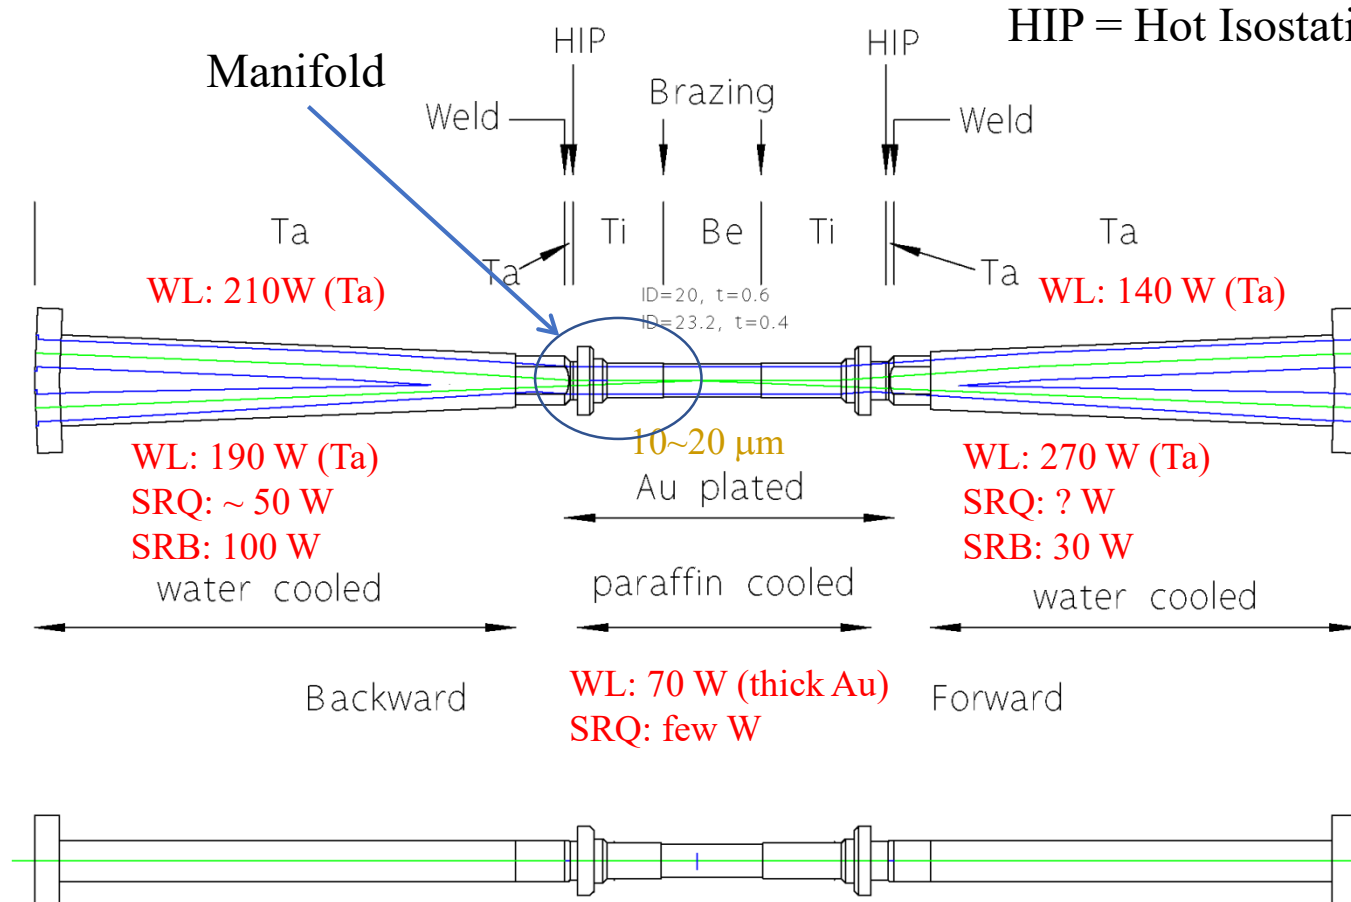 HIP = Hot Isostati
HIP
HIP
Manifold
Brazing
Weld
Weld
Ta
Ti
Be
Ti
Ta
Ta
Ta
WL: 210W (Ta)
ID=20, t=0.6
ID=23.2, t=0.4
WL: 140 W (Ta)
10~20 μm
WL: 190 W (Ta)
SRQ: ~ 50 W
SRB: 100 W
Au plated
WL: 270 W (Ta)
SRQ: ? W
SRB: 30 W
water cooled
paraffin cooled
water cooled
Backward
WL: 70 W (thick Au)
SRQ: few W
Forward